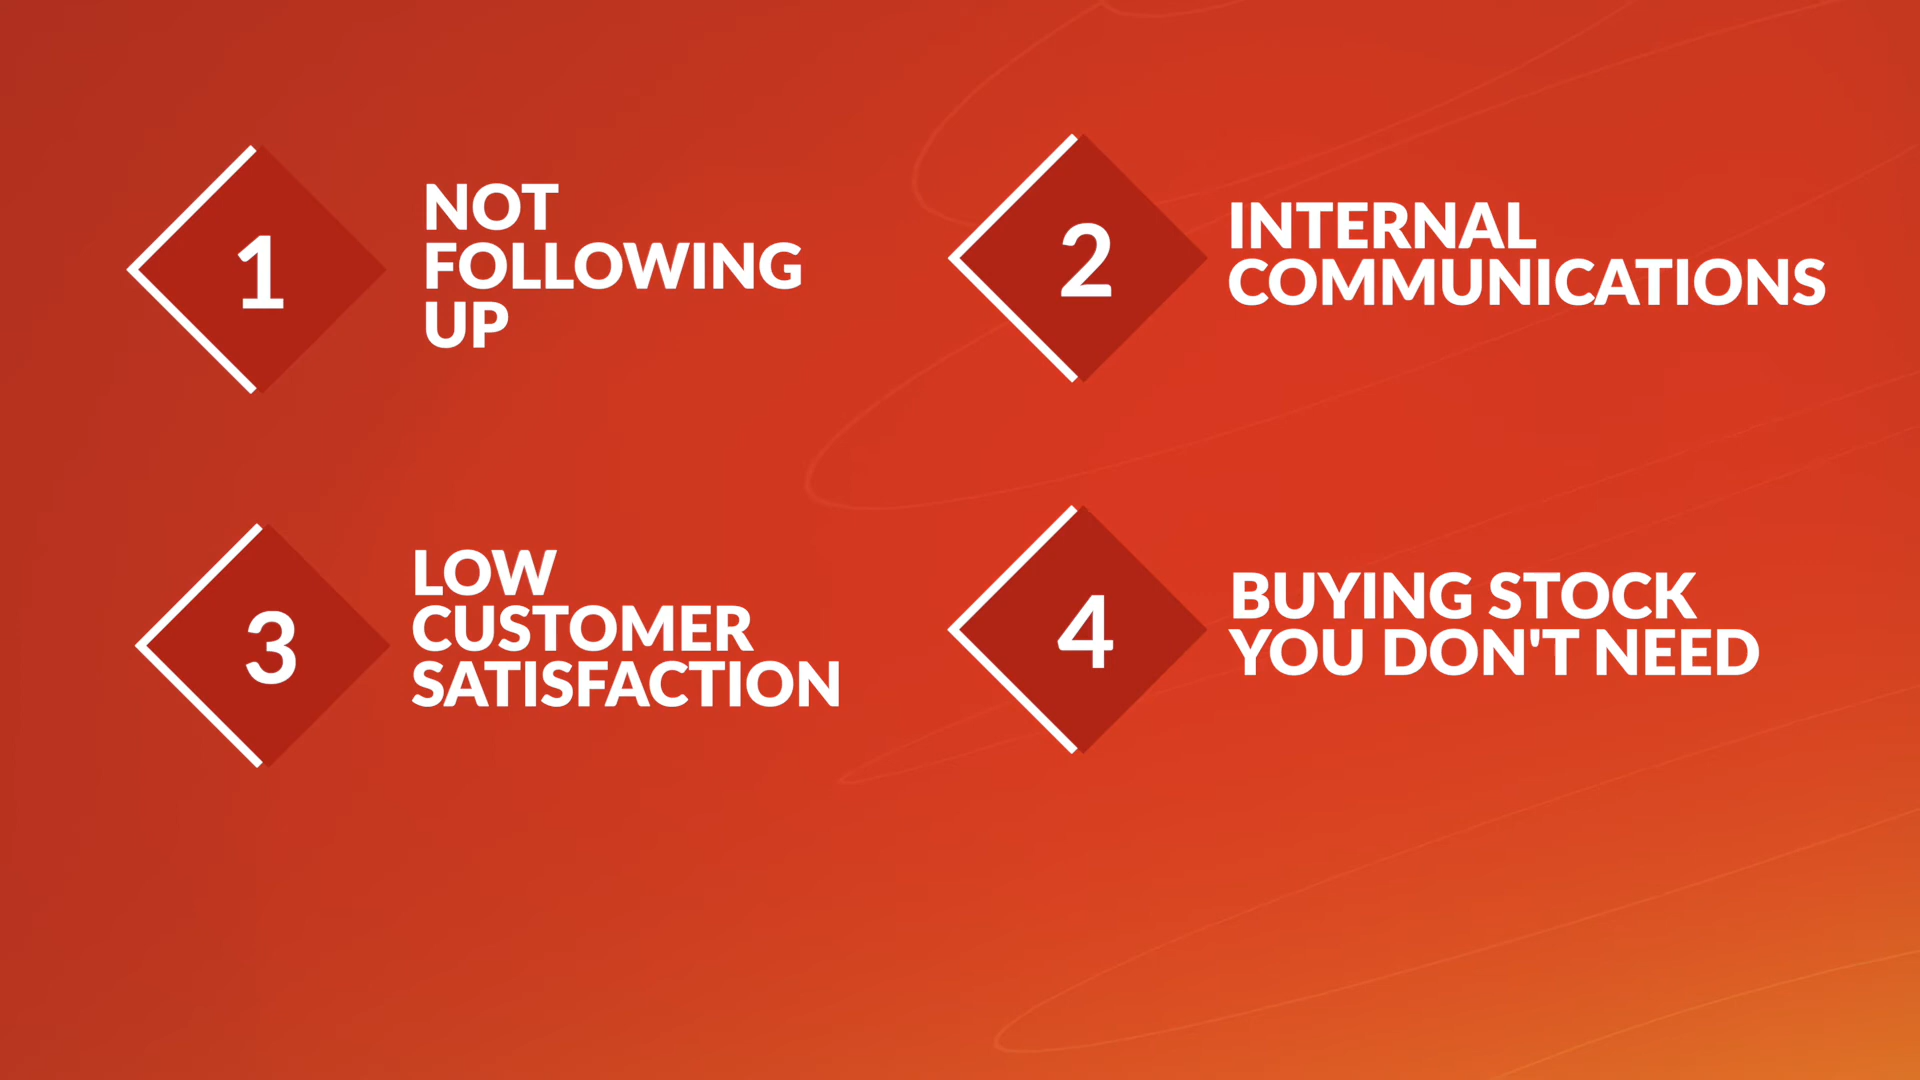 1
NOT
FOLLOWING
UP
2
INTERNAL
COMMUNICATIONS
3
LOW
CUSTOMER
SATISFACTION
4
BUYING STOCK
YOU DON'T NEED